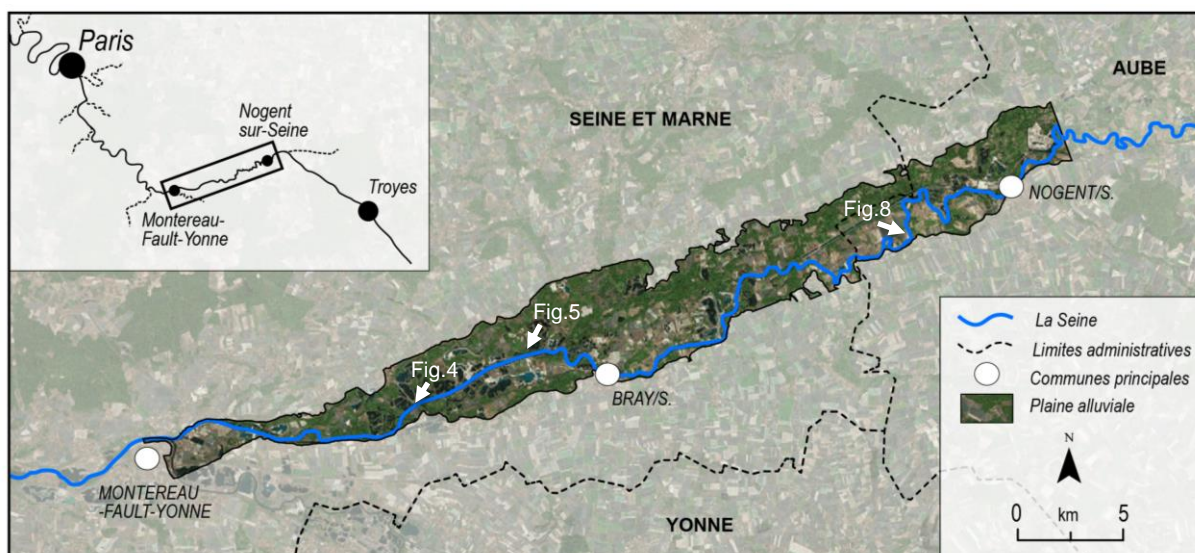 Paris
Nogent
sur-Seine
Troyes
Montereau-
Fault-Yonne
SEINE ET MARNE
AUBE
NOGENT/S.
Fig.8
Fig.5
Fig.4
BRAY/S.
MONTEREAU
-FAULT-YONNE
YONNE
La Seine
Limites administratives
Communes principales
Plaine alluviale
N
0 km 5